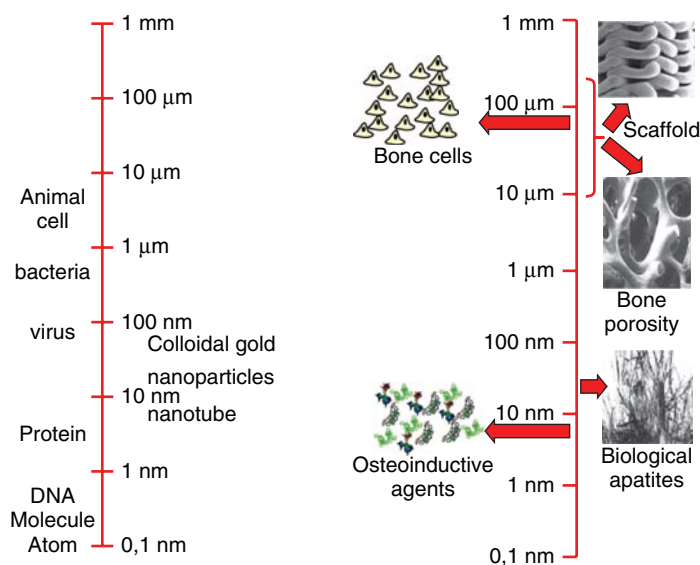 1 mm
100 μm
10 μm
Animal
cell
1 μm
bacteria
100 nm
virus
Colloidal gold
nanoparticles
10 nm
nanotube
Protein
1 nm
DNA
Molecule
Atom
0,1 nm
Bone cells
Osteoinductive
agents
1 mm
100 μm
10 μm
1 μm
100 nm
10 nm
1 nm
0,1 nm
Scaffold
Bone
porosity
Biological
apatites